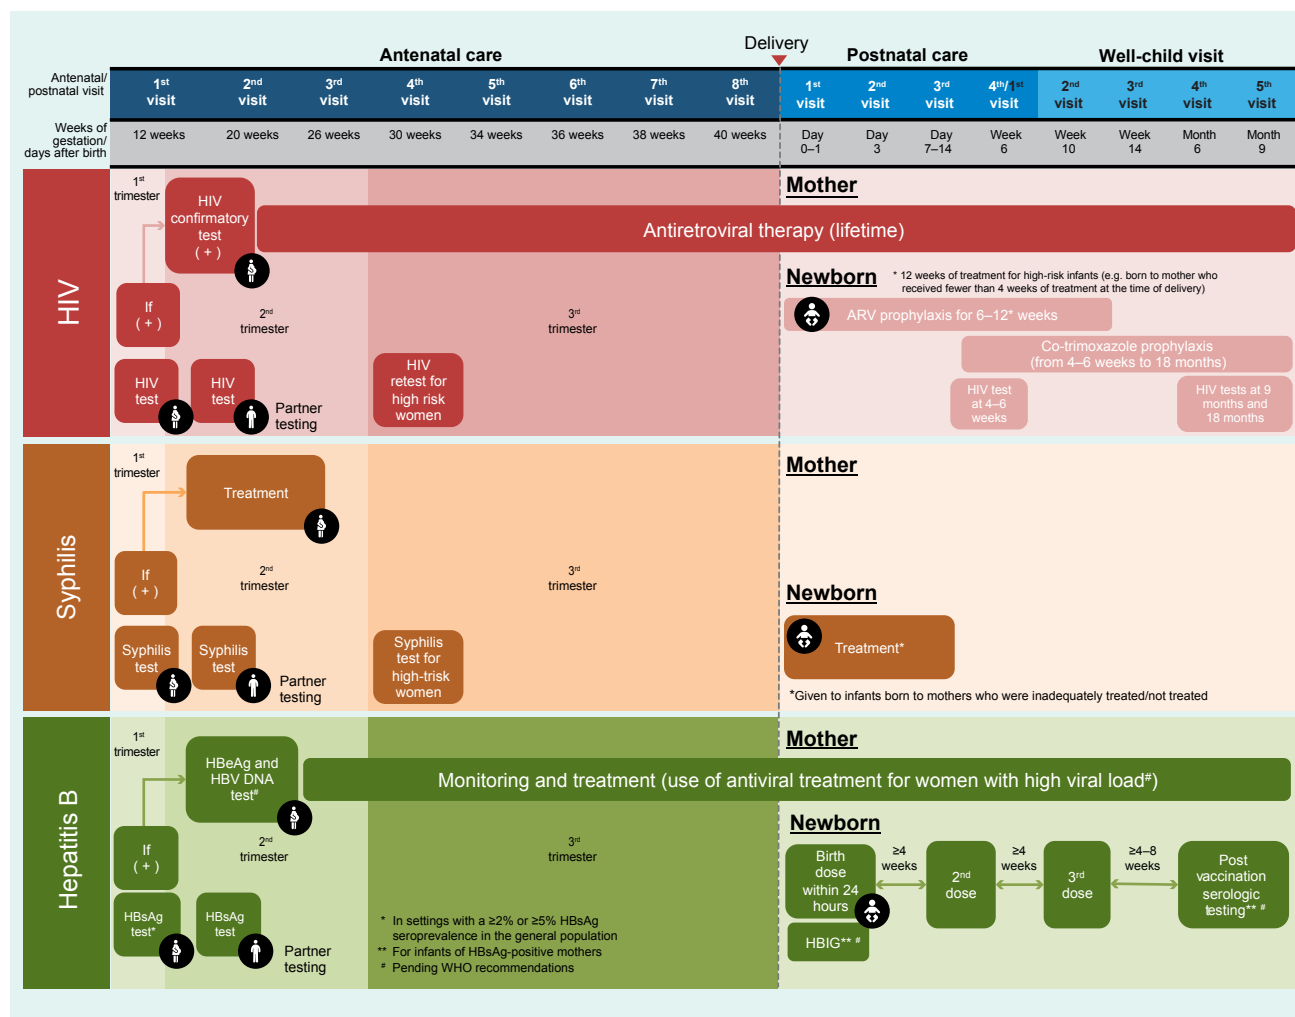 Delivery
Antenatal care
Postnatal care
Well-child visit
Antenatal/
postnatal visit
1st visit
2nd visit
3rd visit
4th visit
5th visit
6th visit
7th visit
8th visit
1st visit
2nd visit
3rd visit
4th/1st visit
2nd visit
3rd visit
4th visit
5th visit
Weeks of
gestation/
days after birth
12 weeks
20 weeks
26 weeks
30 weeks
34 weeks
36 weeks
38 weeks
40 weeks
Day
0–1
Day
3
Day
7–14
Week
6
Week
10
Week
14
Month
6
Month
9
HIV
1st
trimester
HIV
confirmatory
test
( + )
Mother
Antiretroviral therapy (lifetime)
If
( + )
2nd
trimester
3rd
trimester
Newborn
* 12 weeks of treatment for high-risk infants (e.g. born to mother who
received fewer than 4 weeks of treatment at the time of delivery)
ARV prophylaxis for 6–12* weeks
Co-trimoxazole prophylaxis
(from 4–6 weeks to 18 months)
HIV
test
HIV
test
Partner
testing
HIV
retest for
high risk
women
HIV test
at 4–6
weeks
HIV tests at 9
months and
18 months
Syphilis
1st
trimester
Treatment
Mother
If
( + )
2nd
trimester
3rd
trimester
Newborn
Treatment*
Syphilis
test
Syphilis
test
Partner
testing
Syphilis
test for
high-trisk
women
*Given to infants born to mothers who were inadequately treated/not treated
Hepatitis B
1st
trimester
HBeAg and
HBV DNA
test#
Mother
Monitoring and treatment (use of antiviral treatment for women with high viral load#)
If
( + )
2nd
trimester
3rd
trimester
Newborn
Birth
dose
within 24
hours
≥4
weeks
2nd
dose
≥4
weeks
3rd
dose
≥4–8
weeks
Post
vaccination
serologic
testing** #
HBIG** #
HBsAg
test*
HBsAg
test
Partner
testing
* In settings with a ≥2% or ≥5% HBsAg
seroprevalence in the general population
** For infants of HBsAg-positive mothers
# Pending WHO recommendations